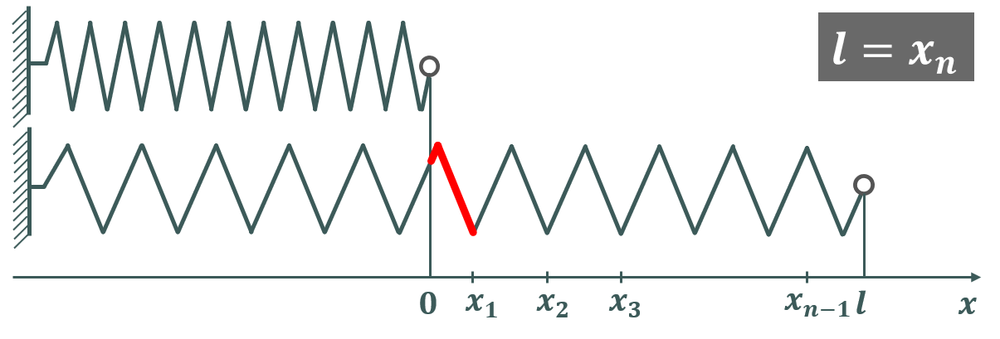 l = xₙ
0 x₁ x₂ x₃ xₙ₋₁ l x